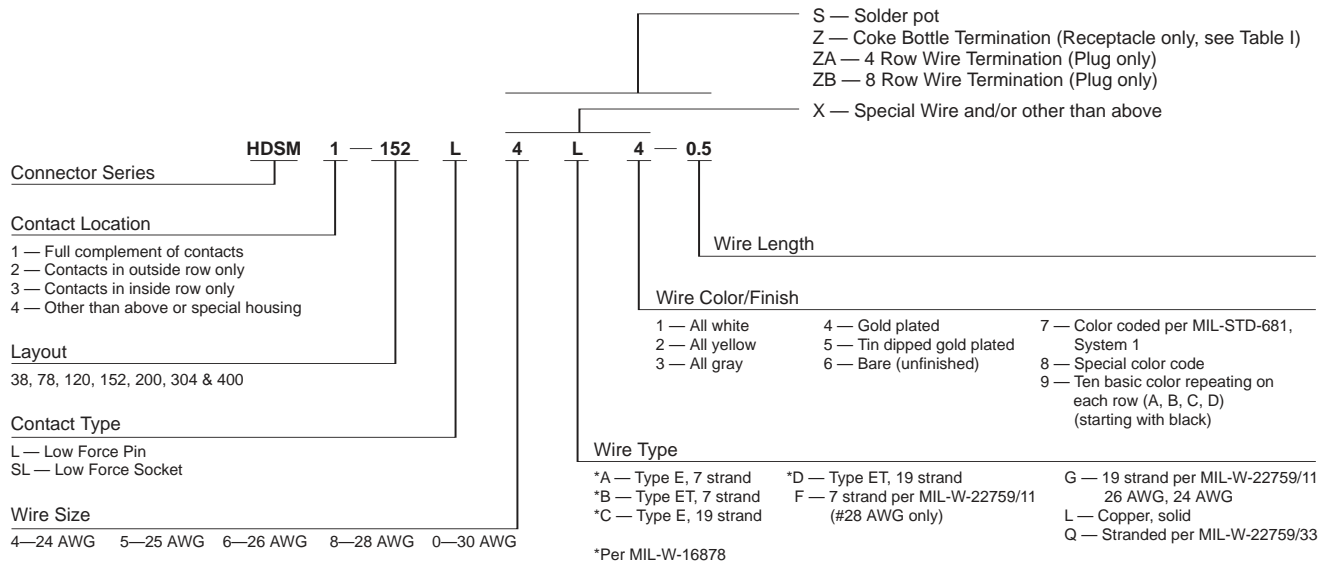 S — Solder pot
Z — Coke Bottle Termination (Receptacle only, see Table I)
ZA — 4 Row Wire Termination (Plug only)
ZB — 8 Row Wire Termination (Plug only)
X — Special Wire and/or other than above
HDSM 1 — 152 L 4 L 4 — 0.5
Connector Series
Contact Location
1 — Full complement of contacts
2 — Contacts in outside row only
3 — Contacts in inside row only
4 — Other than above or special housing
Layout
38, 78, 120, 152, 200, 304 & 400
Contact Type
L — Low Force Pin
SL — Low Force Socket
Wire Size
4—24 AWG 5—25 AWG 6—26 AWG 8—28 AWG 0—30 AWG
Wire Length
Wire Color/Finish
1 — All white
2 — All yellow
3 — All gray
4 — Gold plated
5 — Tin dipped gold plated
6 — Bare (unfinished)
7 — Color coded per MIL-STD-681,
System 1
8 — Special color code
9 — Ten basic color repeating on
each row (A, B, C, D)
(starting with black)
Wire Type
*A — Type E, 7 strand
*B — Type ET, 7 strand
*C — Type E, 19 strand
*D — Type ET, 19 strand
F — 7 strand per MIL-W-22759/11
(#28 AWG only)
G — 19 strand per MIL-W-22759/11
26 AWG, 24 AWG
L — Copper, solid
Q — Stranded per MIL-W-22759/33
*Per MIL-W-16878